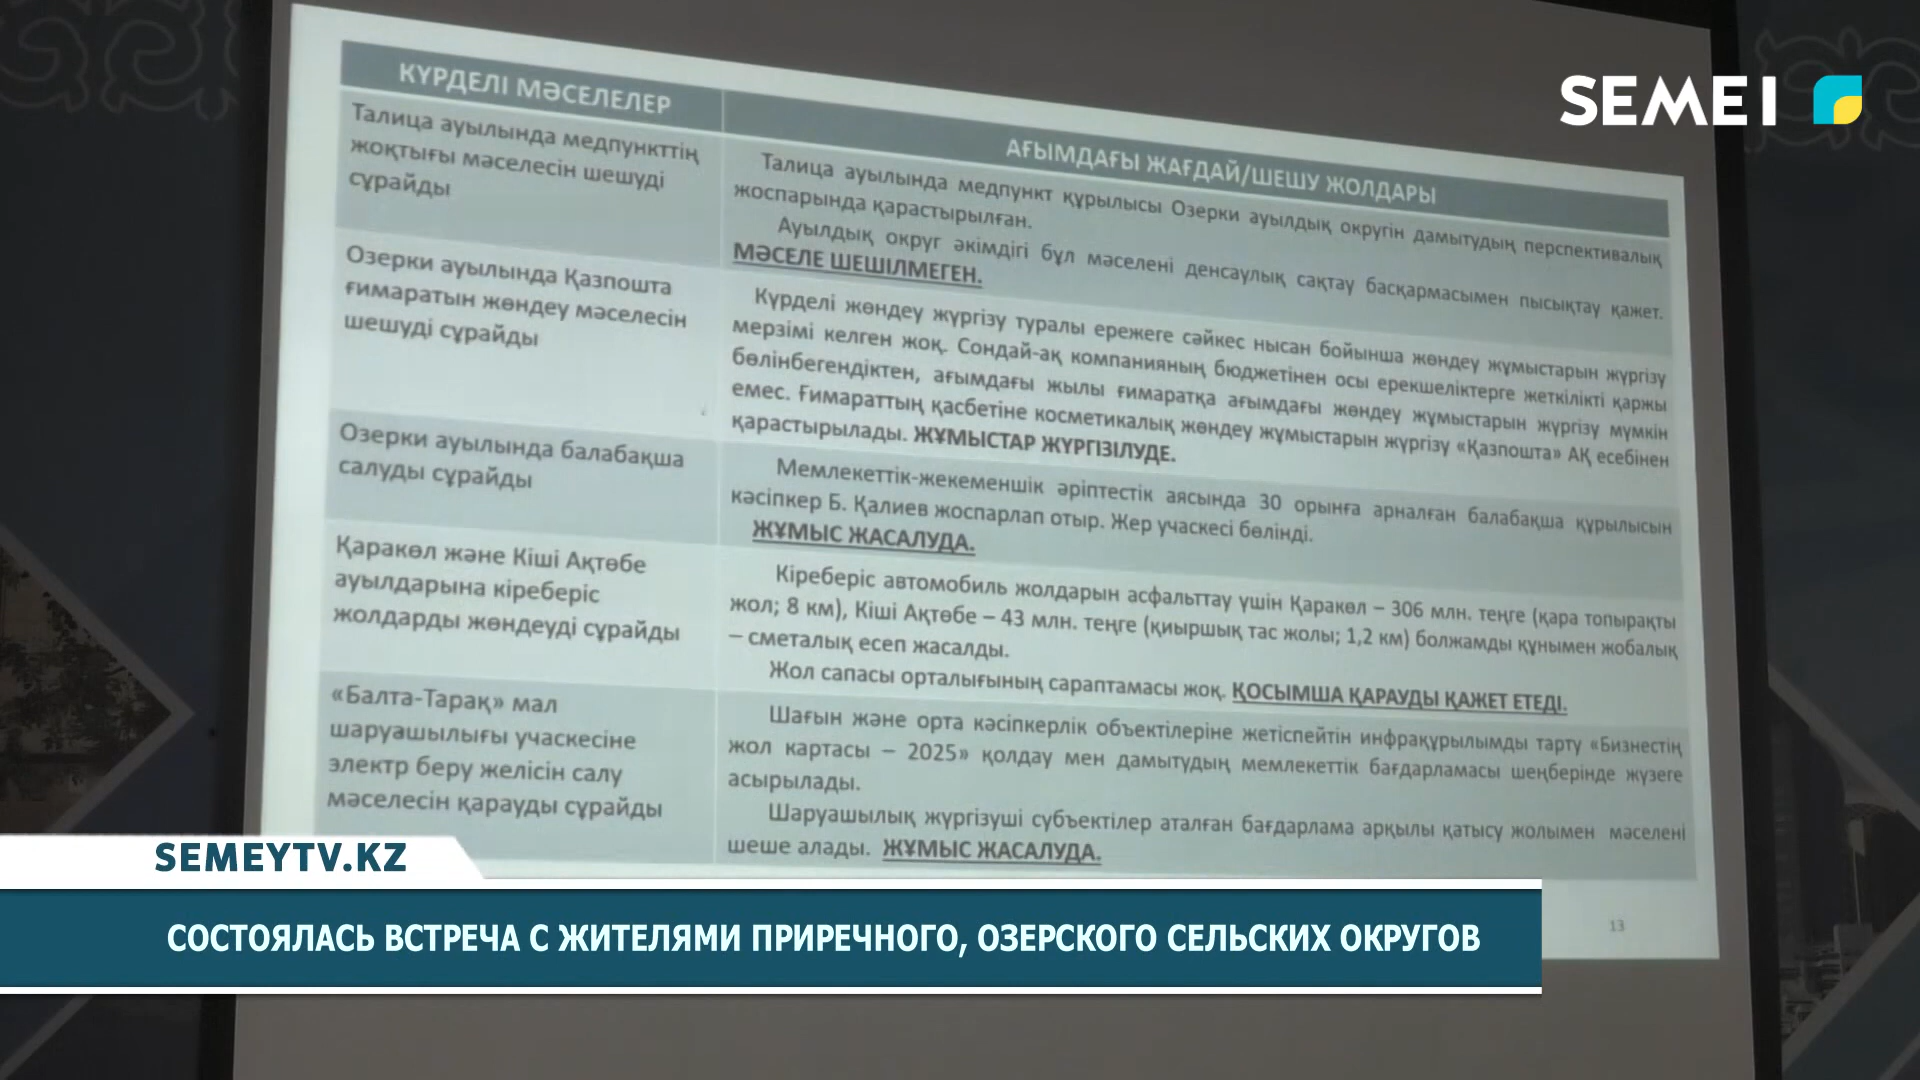 SEMEI
КҮРДЕЛІ МӘСЕЛЕЛЕР
АҒЫМДАҒЫ ЖАҒДАЙ/ШЕШУ ЖОЛДАРЫ
Талица ауылында медпункттің
жоқтығы мәселесін шешуді
сұрайды
Талица ауылында медпункт құрылысы Озерки ауылдық округін дамытудың перспективалық
жоспарында қарастырылған.
Ауылдық округ әкімдігі бұл мәселені денсаулық сақтау басқармасымен пысықтау қажет.
МӘСЕЛЕ ШЕШІЛМЕГЕН.
Озерки ауылында Қазпошта
ғимаратын жөндеу мәселесін
шешуді сұрайды
Күрделі жөндеу жүргізу туралы ережеге сәйкес нысан бойынша жөндеу жұмыстарын жүргізу
мерзімі келген жоқ. Сондай-ақ компанияның бюджетінен осы ерекшеліктерге жеткілікті қаржы
бөлінбегендіктен, ағымдағы жылы ғимаратқа ағымдағы жөндеу жұмыстарын жүргізу мүмкін
емес. Ғимараттың қасбетіне косметикалық жөндеу жұмыстарын жүргізу «Қазпошта» АҚ есебінен
қарастырылады. ЖҰМЫСТАР ЖҮРГІЗІЛУДЕ.
Озерки ауылында балабақша
салуды сұрайды
Мемлекеттік-жекеменшік әріптестік аясында 30 орынға арналған балабақша құрылысын
кәсіпкер Б. Қалиев жоспарлап отыр. Жер учаскесі бөлінді.
ЖҰМЫС ЖАСАЛУДА.
Қаракөл және Кіші Ақтөбе
ауылдарына кіреберіс
жолдарды жөндеуді сұрайды
Кіреберіс автомобиль жолдарын асфальттау үшін Қаракөл – 306 млн. теңге (қара топырақты
жол; 8 км), Кіші Ақтөбе – 43 млн. теңге (қиыршық тас жолы; 1,2 км) болжамды құнымен жобалық
– сметалық есеп жасалды.
Жол сапасы орталығының сараптамасы жоқ. ҚОСЫМША ҚАРАУДЫ ҚАЖЕТ ЕТЕДІ.
«Балта-Тарақ» мал
шаруашылығы учаскесіне
электр беру желісін салу
мәселесін қарауды сұрайды
Шағын және орта кәсіпкерлік объектілеріне жетіспейтін инфрақұрылымды тарту «Бизнестің
жол картасы – 2025» қолдау мен дамытудың мемлекеттік бағдарламасы шеңберінде жүзеге
асырылады.
Шаруашылық жүргізуші субъектілер аталған бағдарлама арқылы қатысу жолымен мәселені
шеше алады. ЖҰМЫС ЖАСАЛУДА.
13
SEMEYTV.KZ
СОСТОЯЛАСЬ ВСТРЕЧА С ЖИТЕЛЯМИ ПРИРЕЧНОГО, ОЗЕРСКОГО СЕЛЬСКИХ ОКРУГОВ